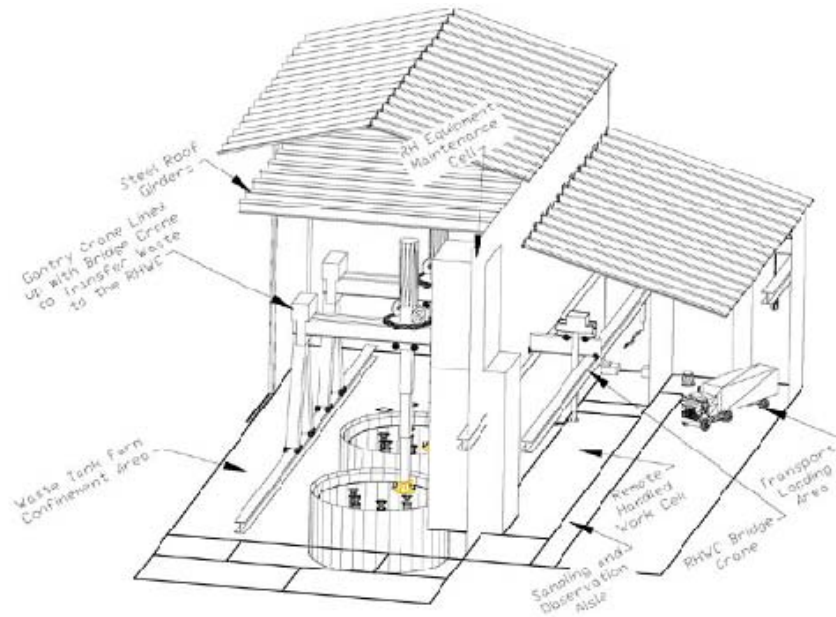 RH Equipment
Maintenance
Cell
Steel Roof
Girders
Gantry Crane Lines
up with Bridge Crane
to Transfer Waste
to the RHWC
Waste Tank Farm
Confinement Area
Remote
Handled
Work Cell
Transport
Loading
Area
RHWC Bridge
Crane
Sampling and
Observation
Aisle